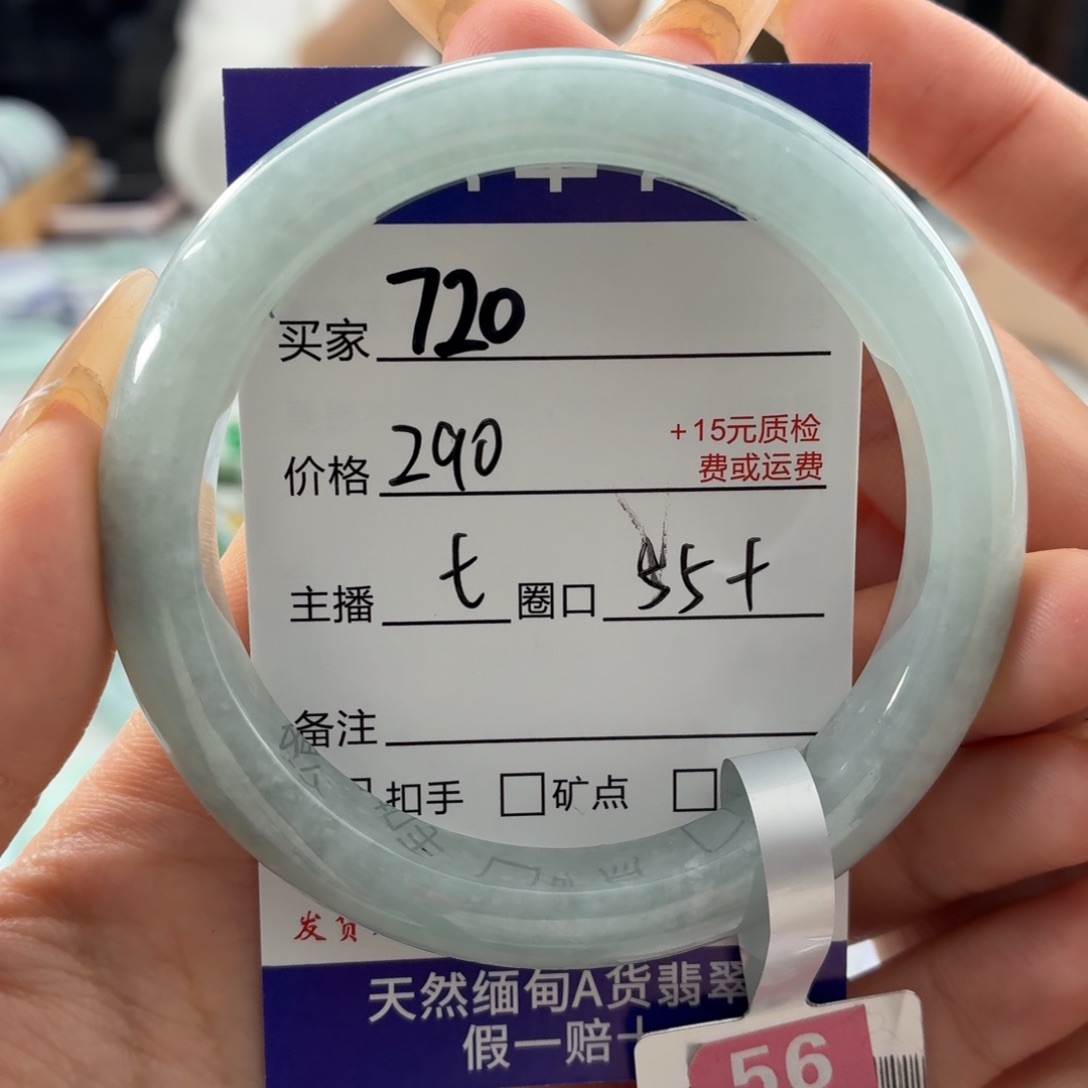 买家 720
价格 290 +15元质检
费或运费
主播 t 圈口 55+
备注
扣手 □矿点 □
发货
天然缅甸A货翡翠
假一赔十
56